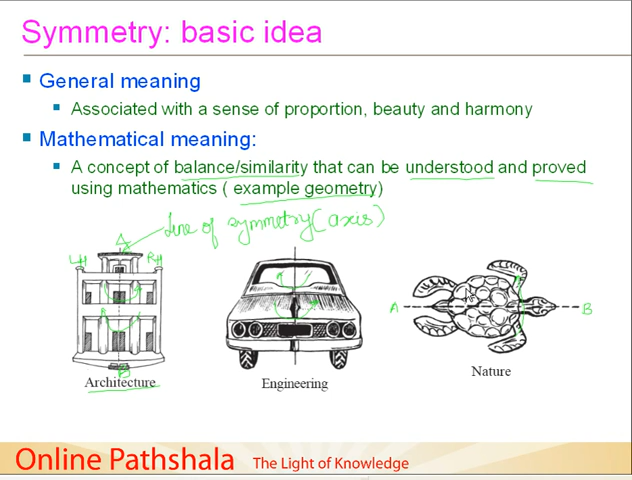 Symmetry: basic idea
General meaning
Associated with a sense of proportion, beauty and harmony
Mathematical meaning:
A concept of balance/similarity that can be understood and proved
using mathematics ( example geometry)
Line of symmetry (axis)
A
LH RH
A B
B
Architecture Engineering Nature
Online Pathshala The Light of Knowledge